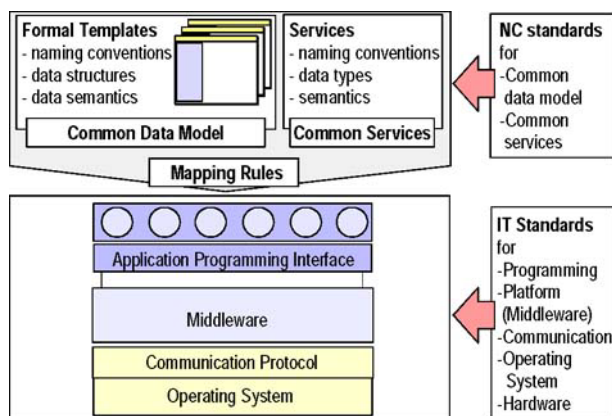 Formal Templates
- naming conventions
- data structures
- data semantics
Common Data Model
Services
- naming conventions
- data types
- semantics
Common Services
NC standards
for
-Common
data model
-Common
services
Mapping Rules
Application Programming Interface
Middleware
Communication Protocol
Operating System
IT Standards
for
-Programming
-Platform
(Middleware)
-Communication
-Operating
System
-Hardware